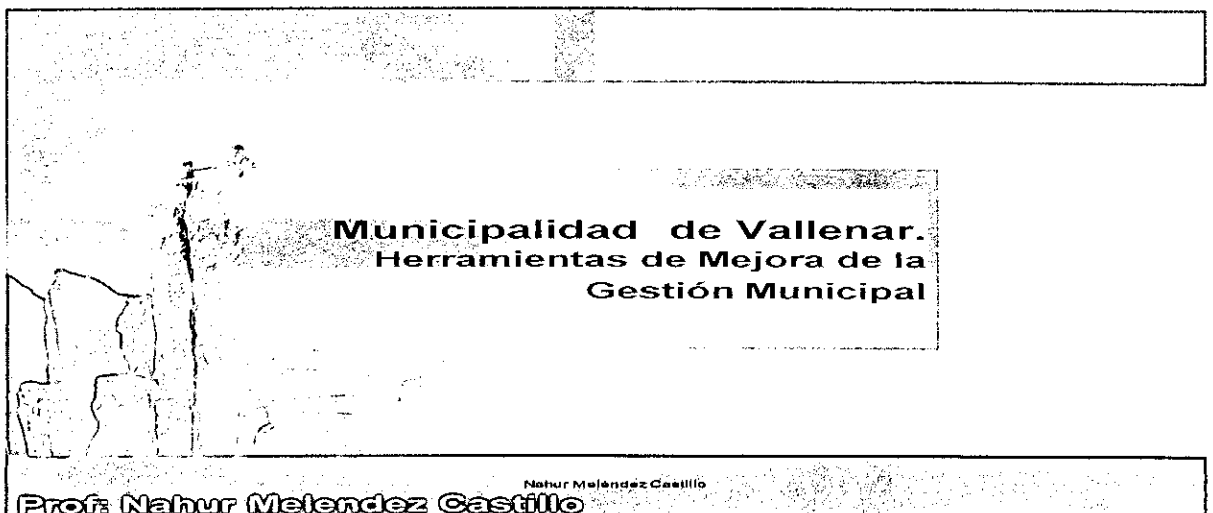 Municipalidad de Vallenar.
Herramientas de Mejora de la
Gestión Municipal
Nahur Melendez Castillo
Prof: Nahur Melendez Castillo